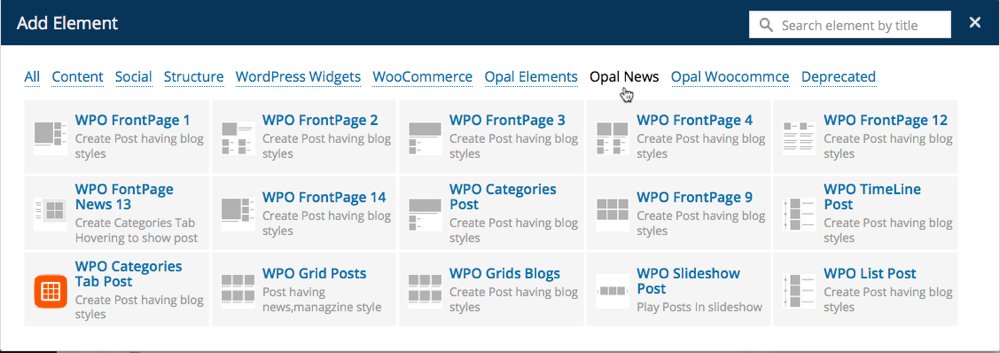 Add Element
Search element by title
All Content Social Structure WordPress Widgets WooCommerce Opal Elements Opal News Opal Woocommce Deprecated
WPO FrontPage 1
Create Post having blog
styles
WPO FrontPage 2
Create Post having blog
styles
WPO FrontPage 3
Create Post having blog
styles
WPO FrontPage 4
Create Post having blog
styles
WPO FrontPage 12
Create Post having blog
styles
WPO FontPage
News 13
Create Categories Tab
Hovering to show post
WPO FrontPage 14
Create Post having blog
styles
WPO Categories
Post
Create Post having blog
styles
WPO FrontPage 9
Create Post having blog
styles
WPO TimeLine
Post
Create Post having blog
styles
WPO Categories
Tab Post
Create Post having blog
styles
WPO Grid Posts
Post having
news,managzine style
WPO Grids Blogs
Create Post having blog
styles
WPO Slideshow
Post
Play Posts In slideshow
WPO List Post
Create Post having blog
styles